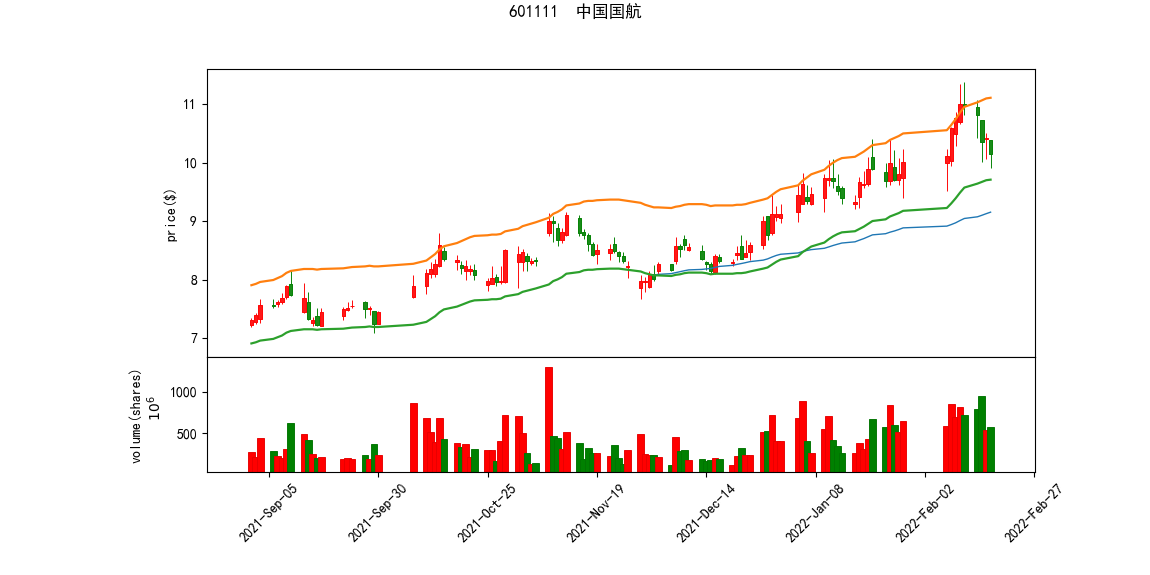 601111 中国国航
price($)
11
10
9
8
7
volume(shares)
10^6
1000
500
2021-Sep-05
2021-Sep-30
2021-Oct-25
2021-Nov-19
2021-Dec-14
2022-Jan-08
2022-Feb-02
2022-Feb-27